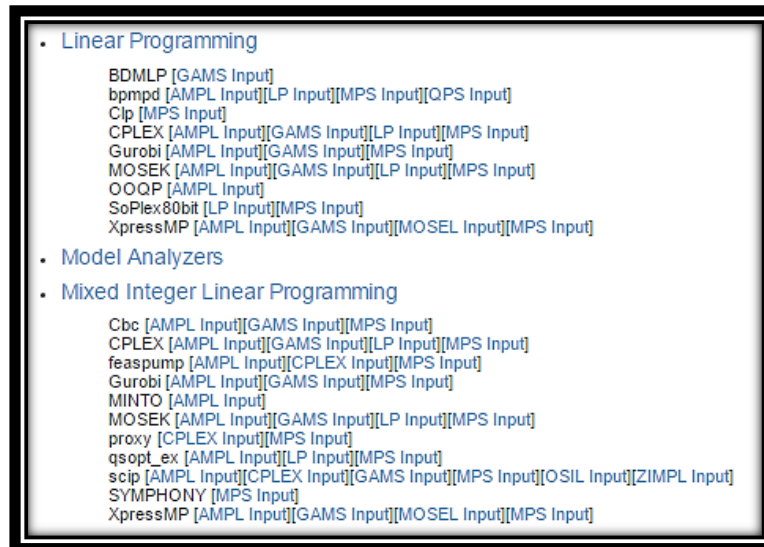 Linear Programming
BDMLP [GAMS Input]
bpmpd [AMPL Input][LP Input][MPS Input][QPS Input]
Clp [MPS Input]
CPLEX [AMPL Input][GAMS Input][LP Input][MPS Input]
Gurobi [AMPL Input][GAMS Input][MPS Input]
MOSEK [AMPL Input][GAMS Input][LP Input][MPS Input]
OOQP [AMPL Input]
SoPlex80bit [LP Input][MPS Input]
XpressMP [AMPL Input][GAMS Input][MOSEL Input][MPS Input]
Model Analyzers
Mixed Integer Linear Programming
Cbc [AMPL Input][GAMS Input][MPS Input]
CPLEX [AMPL Input][GAMS Input][LP Input][MPS Input]
feaspump [AMPL Input][CPLEX Input][MPS Input]
Gurobi [AMPL Input][GAMS Input][MPS Input]
MINTO [AMPL Input]
MOSEK [AMPL Input][GAMS Input][LP Input][MPS Input]
proxy [CPLEX Input][MPS Input]
qsopt_ex [AMPL Input][LP Input][MPS Input]
scip [AMPL Input][CPLEX Input][GAMS Input][MPS Input][OSIL Input][ZIMPL Input]
SYMPHONY [MPS Input]
XpressMP [AMPL Input][GAMS Input][MOSEL Input][MPS Input]